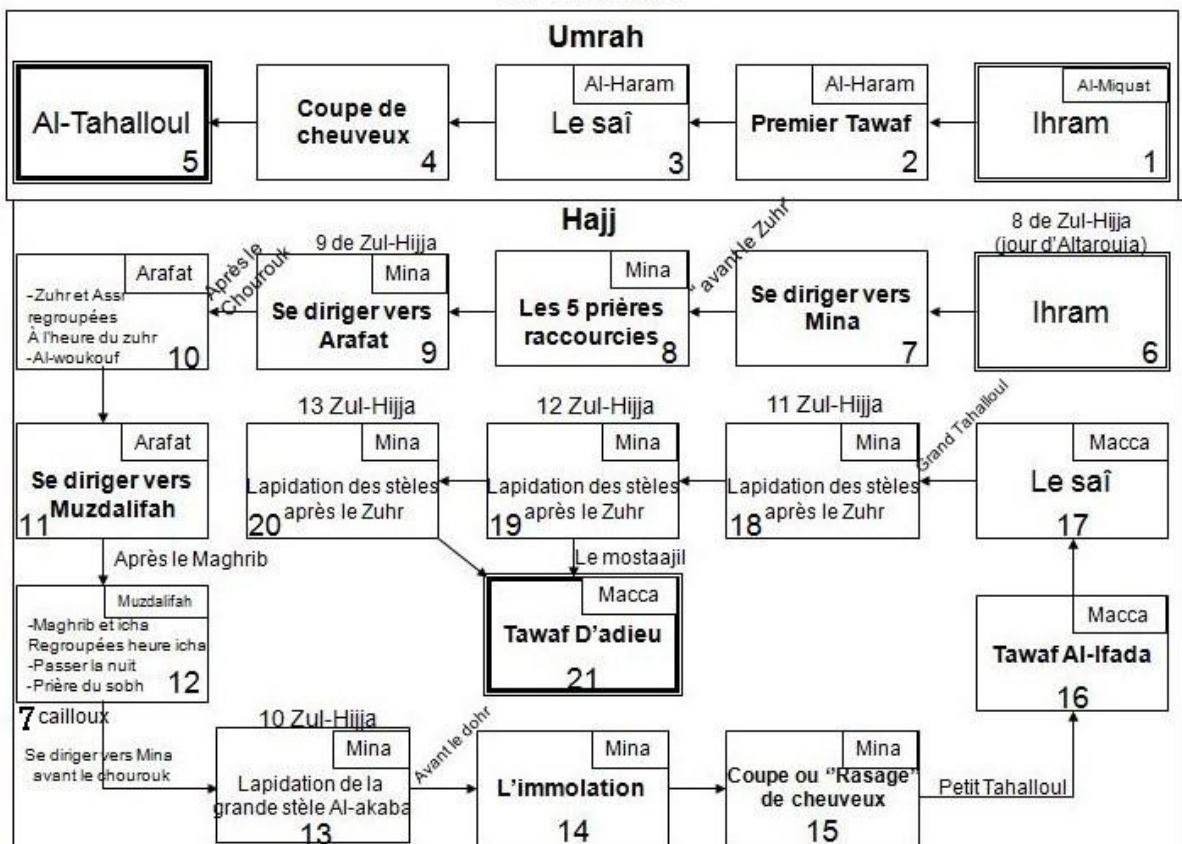 Umrah
Al-Miquat
Ihram
1
Al-Haram
Premier Tawaf
2
Al-Haram
Le saî
3
Coupe de
cheuveux
4
Al-Tahalloul
5
Hajj
8 de Zul-Hijja
(jour d'Altarouia)
Ihram
6
Se diriger vers
Mina
7
“ avant le Zuhr”
Mina
Les 5 prières
raccourcies
8
9 de Zul-Hijja
Mina
Se diriger vers
Arafat
9
Après le
Chourouk
Arafat
-Zuhr et Assr
regroupées
À l'heure du zuhr
-Al-woukouf
10
Arafat
Se diriger vers
Muzdalifah
11
Après le Maghrib
Muzdalifah
-Maghrib et icha
Regroupées heure icha
-Passer la nuit
-Prière du sobh
12
7 cailloux
Se diriger vers Mina
avant le chourouk
10 Zul-Hijja
Mina
Lapidation de la
grande stèle Al-akaba
13
Avant le dohr
Mina
L'immolation
14
Mina
Coupe ou “Rasage”
de cheuveux
15
Petit Tahalloul
Macca
Tawaf Al-Ifada
16
Macca
Le saî
17
Grand Tahalloul
11 Zul-Hijja
Mina
Lapidation des stèles
après le Zuhr
18
12 Zul-Hijja
Mina
Lapidation des stèles
après le Zuhr
19
Le mostaajil
13 Zul-Hijja
Mina
Lapidation des stèles
après le Zuhr
20
Macca
Tawaf D'adieu
21